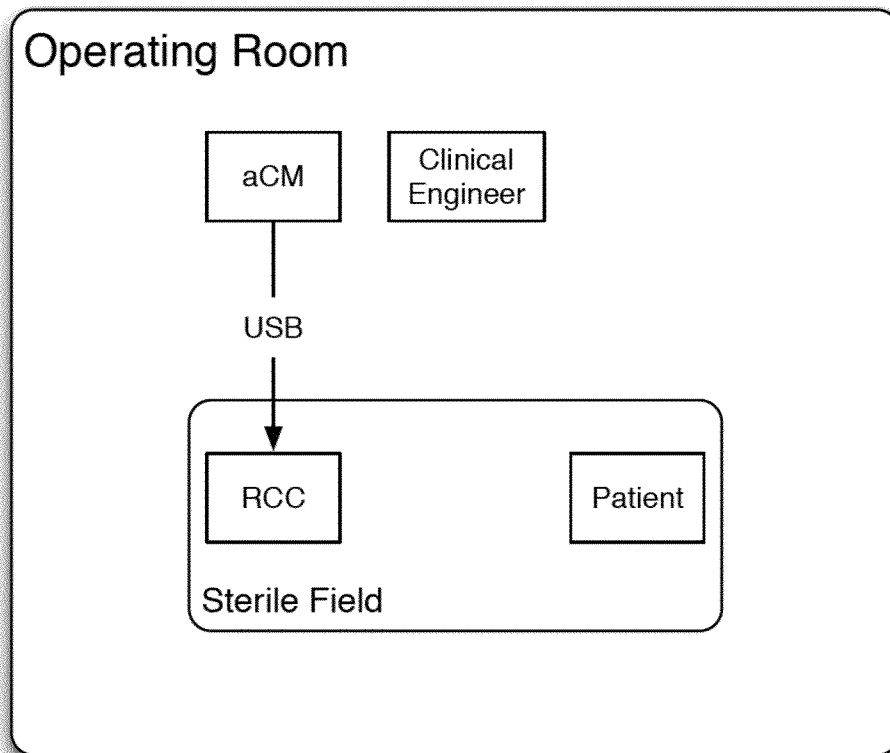 Operating Room
aCM
Clinical
Engineer
USB
RCC
Patient
Sterile Field